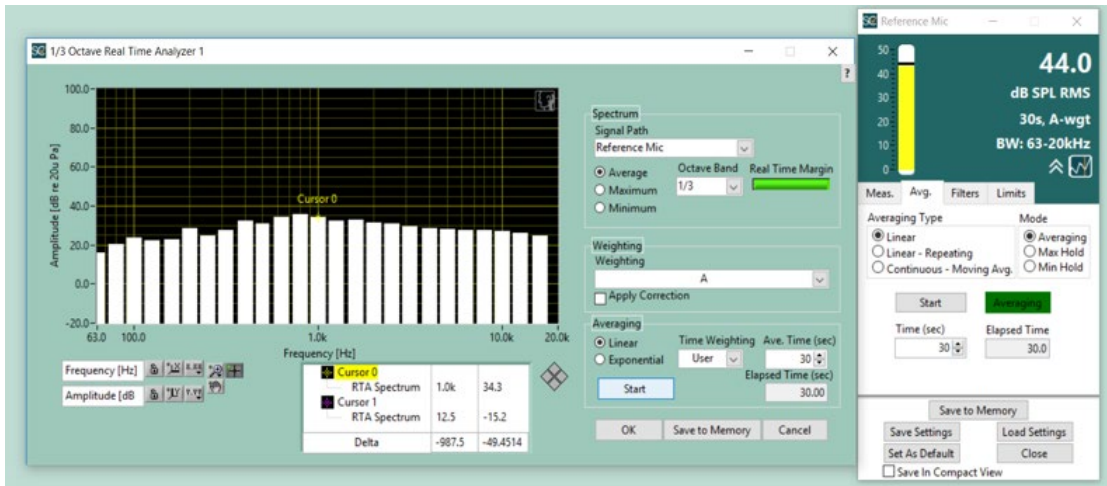 SC 1/3 Octave Real Time Analyzer 1
?
100.0
80.0
60.0
40.0
20.0
0.0
-20.0
Amplitude [dB re 20u Pa]
Cursor 0
63.0 100.0 1.0k 10.0k 20.0k
Frequency [Hz]
Frequency [Hz]
Amplitude [dB
Cursor 0
RTA Spectrum 1.0k 34.3
Cursor 1
RTA Spectrum 12.5 -15.2
Delta -987.5 -49.4514
Spectrum
Signal Path
Reference Mic
Average
Maximum
Minimum
Octave Band
1/3
Real Time Margin
Weighting
Weighting
A
Apply Correction
Averaging
Linear
Exponential
Time Weighting
User
Ave. Time (sec)
30
Elapsed Time (sec)
30.00
Start
OK Save to Memory Cancel
SC Reference Mic
50
40
30
20
10
0
44.0
dB SPL RMS
30s, A-wgt
BW: 63-20kHz
Meas. Avg. Filters Limits
Averaging Type
Linear
Linear - Repeating
Continuous - Moving Avg.
Mode
Averaging
Max Hold
Min Hold
Start Averaging
Time (sec) Elapsed Time
30 30.0
Save to Memory
Save Settings Load Settings
Set As Default Close
Save In Compact View